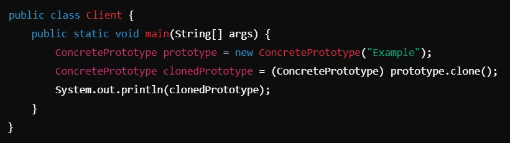 public class Client {
    public static void main(String[] args) {
        ConcretePrototype prototype = new ConcretePrototype("Example");
        ConcretePrototype clonedPrototype = (ConcretePrototype) prototype.clone();
        System.out.println(clonedPrototype);
    }
}